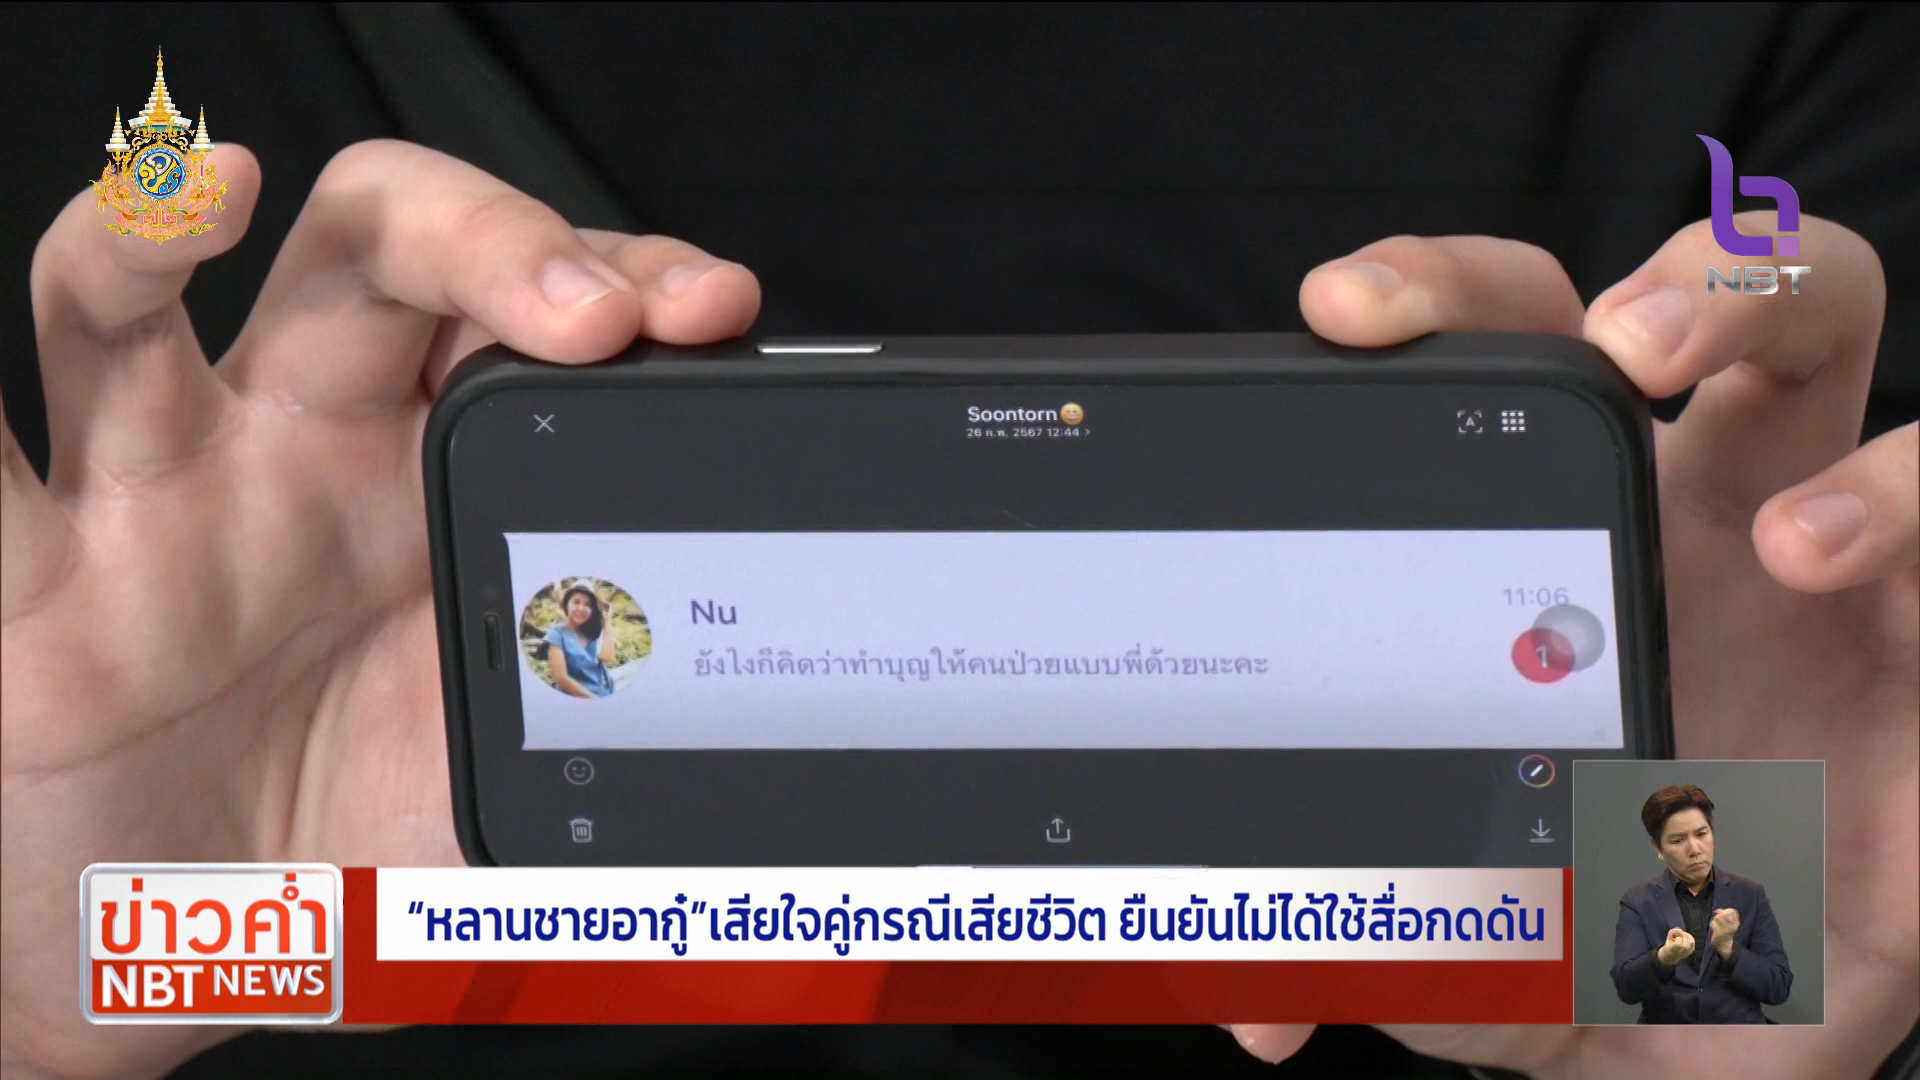 NBT
Soontorn
26 ก.พ. 2567 12:44 >
Nu
11:06
ยังไงก็คิดว่าทำบุญให้คนป่วยแบบพี่ด้วยนะคะ
1
ข่าวค่ำ
NBT NEWS
“หลานชายอากู๋”เสียใจคู่กรณีเสียชีวิต ยืนยันไม่ได้ใช้สื่อกดดัน